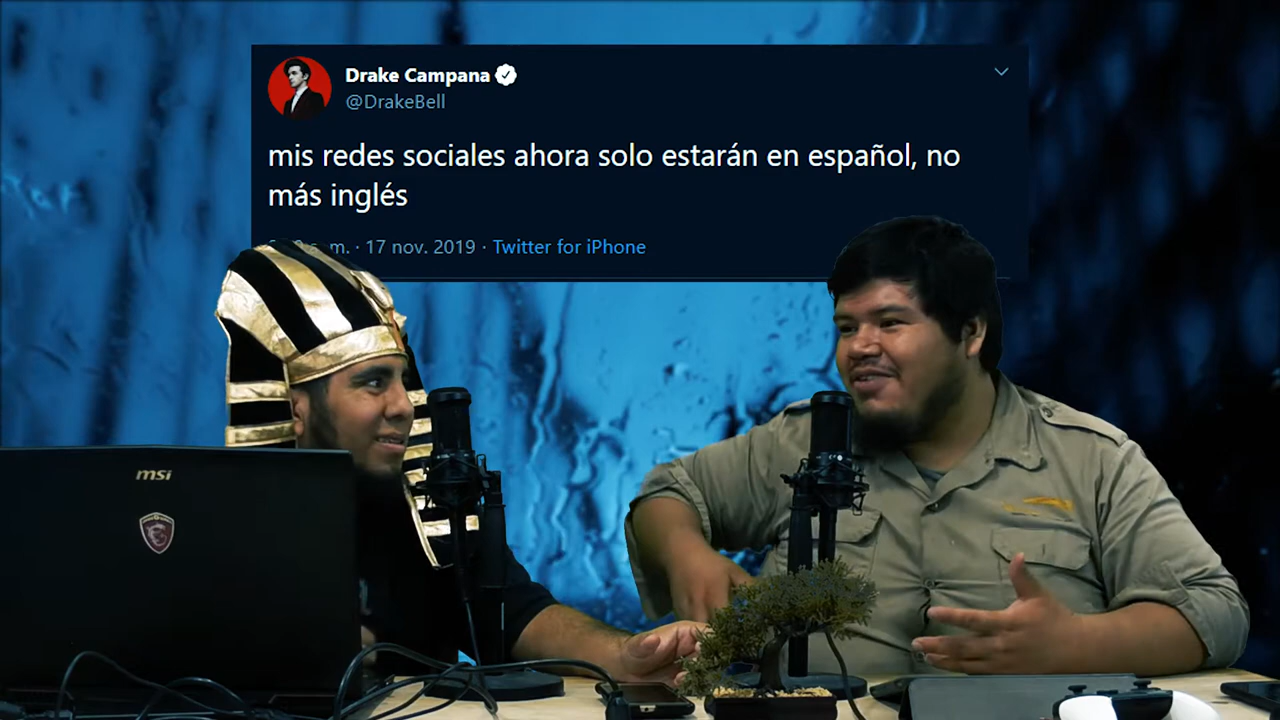 Drake Campana
@DrakeBell
mis redes sociales ahora solo estarán en español, no
más inglés
m. · 17 nov. 2019 · Twitter for iPhone
msi